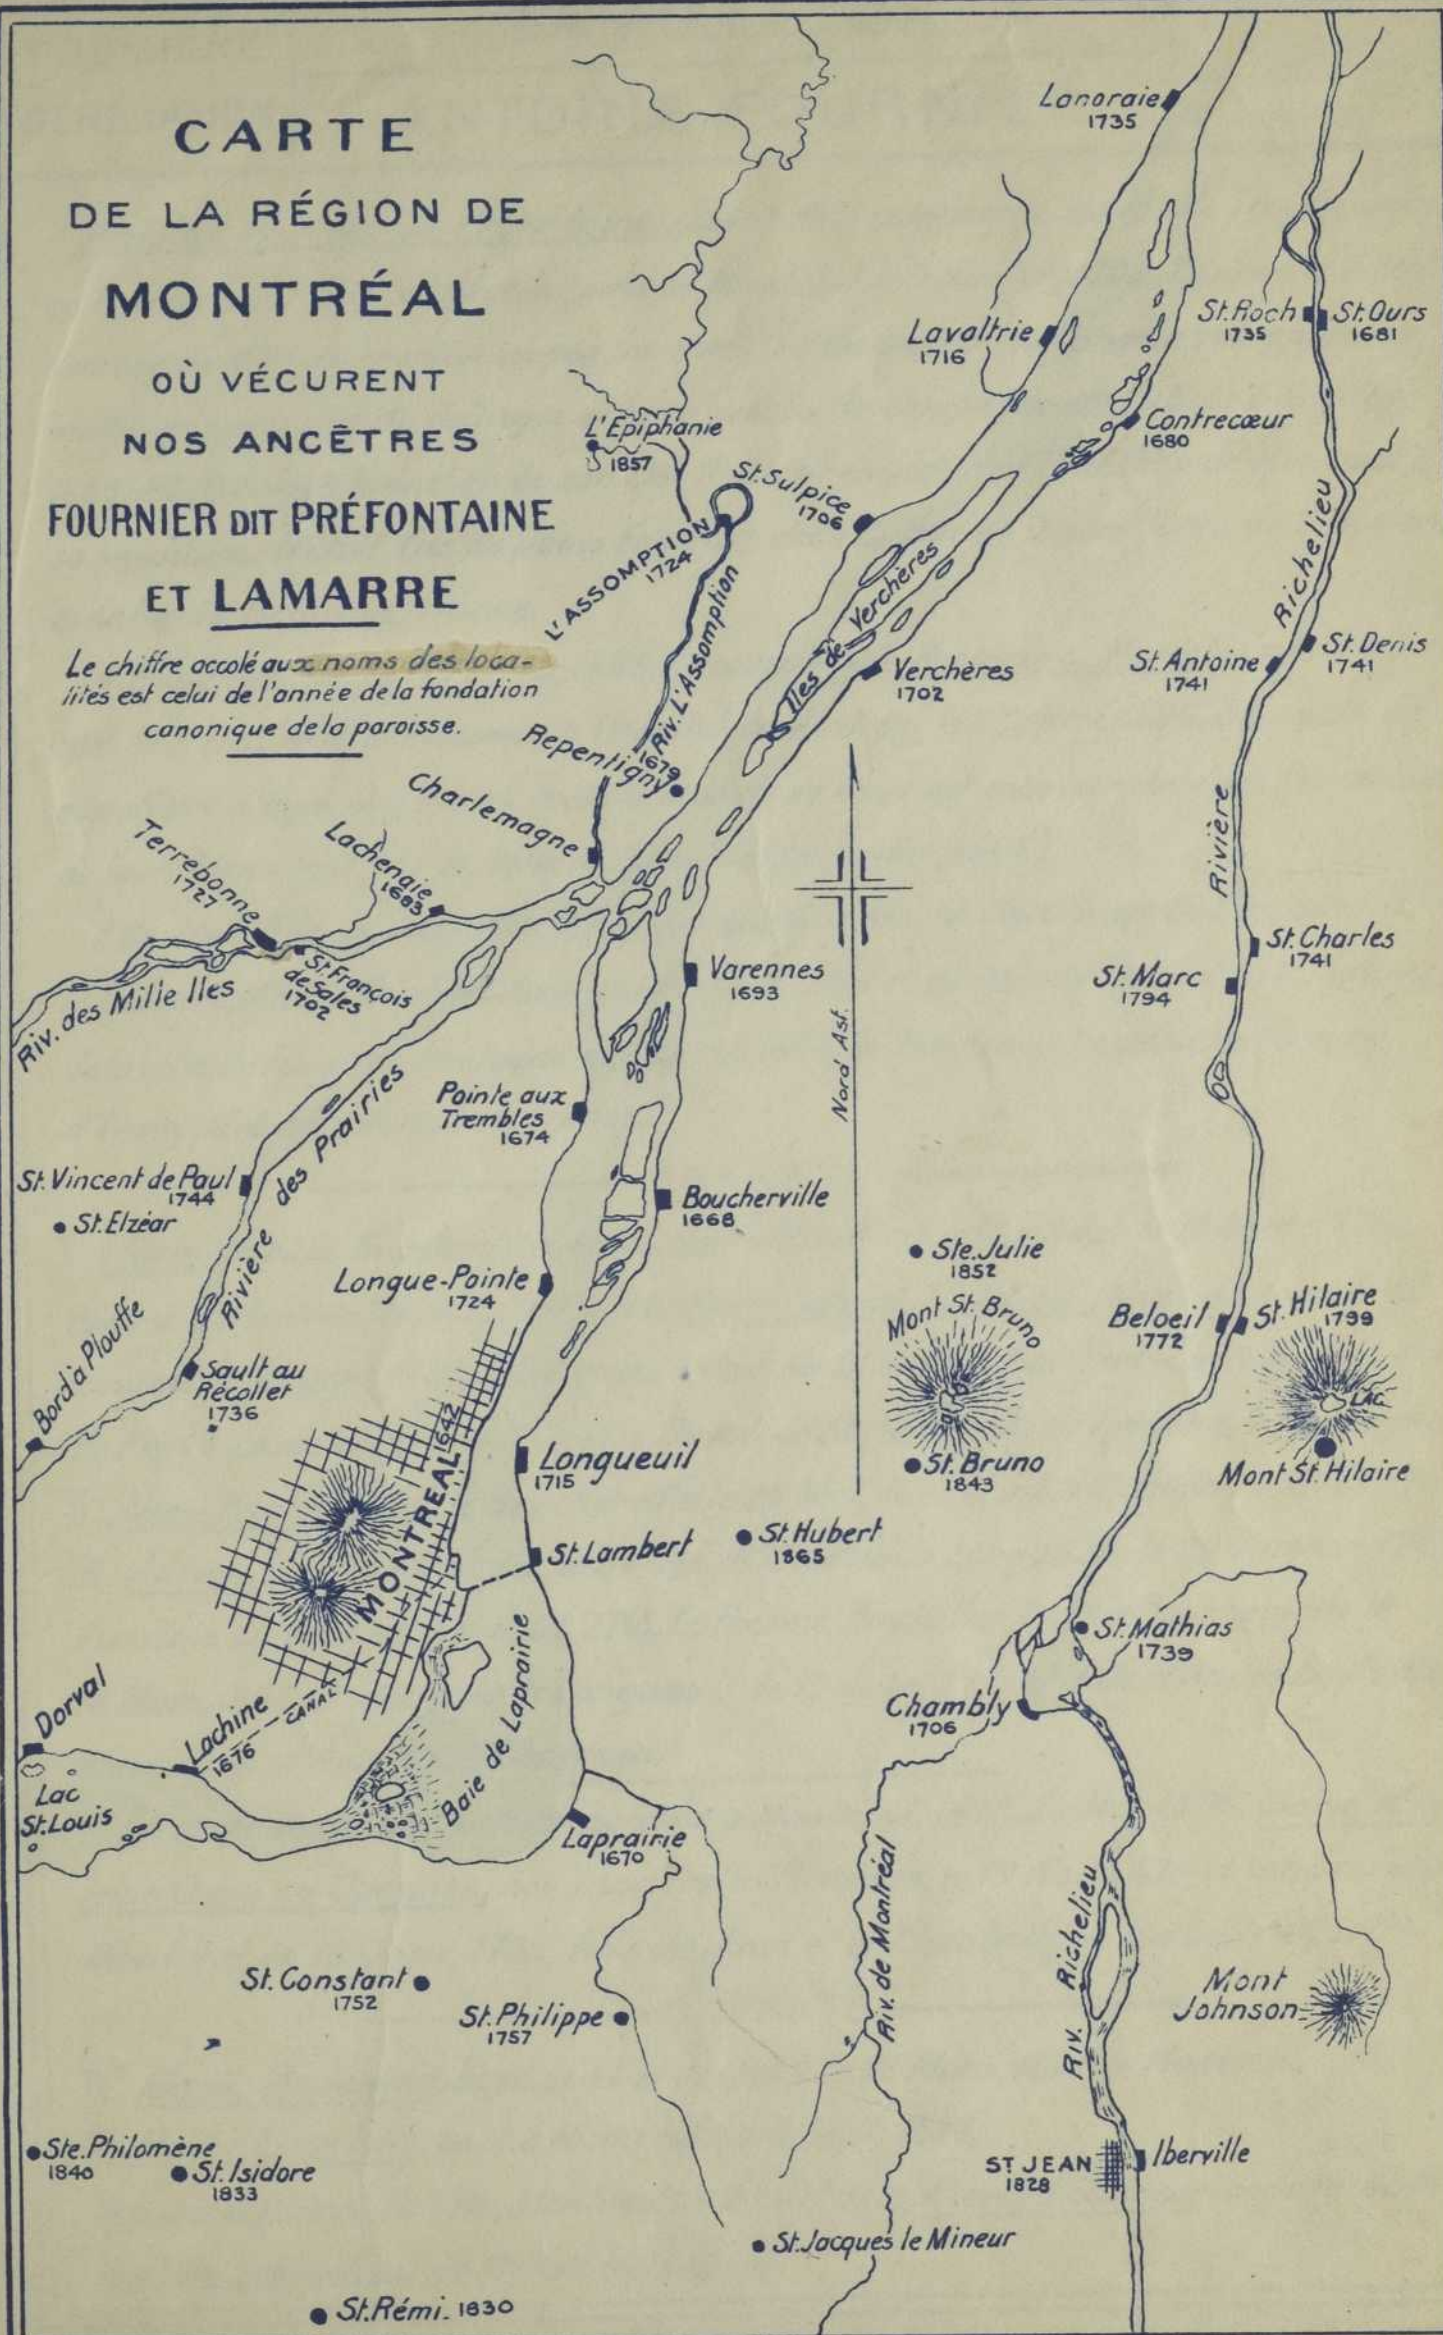 CARTE
DE LA RÉGION DE
MONTRÉAL
OÙ VÉCURENT
NOS ANCÊTRES
FOURNIER DIT PRÉFONTAINE
ET LAMARRE
Le chiffre accolé aux noms des loca-
lités est celui de l'année de la fondation
canonique de la paroisse.
Lanoraie
1735
Lavaltrie
1716
St. Roch
1735
St. Ours
1681
Contrecœur
1680
L'Epiphanie
1857
St. Sulpice
1706
L'ASSOMPTION
1724
Riv. L'Assomption
Iles de Verchères
Verchères
1702
Richelieu
Rivière
St. Antoine
1741
St. Denis
1741
Repentigny
1679
Charlemagne
Lachenaie
1683
Terrebonne
1727
St. François
de Sales
1702
Riv. des Mille Iles
Varennes
1693
St. Charles
1741
St. Marc
1794
Nord Ast.
Pointe aux
Trembles
1674
Rivière des Prairies
St. Vincent de Paul
1744
St. Elzéar
Boucherville
1668
Longue-Pointe
1724
Ste. Julie
1852
Mont St. Bruno
St. Bruno
1843
Beloeil
1772
St. Hilaire
1799
LAC
Mont St. Hilaire
Bord à Plouffe
Sault au
Récollet
1736
MONTREAL 1642
Longueuil
1715
St. Lambert
St. Hubert
1865
St. Mathias
1739
Chambly
1706
Dorval
Lachine
1676
CANAL
Lac
St. Louis
Baie de Laprairie
Laprairie
1670
Riv. de Montréal
Riv. Richelieu
Mont
Johnson
St. Constant
1752
St. Philippe
1757
Ste. Philomène
1840
St. Isidore
1833
ST JEAN
1828
Iberville
St. Jacques le Mineur
St. Rémi. 1830